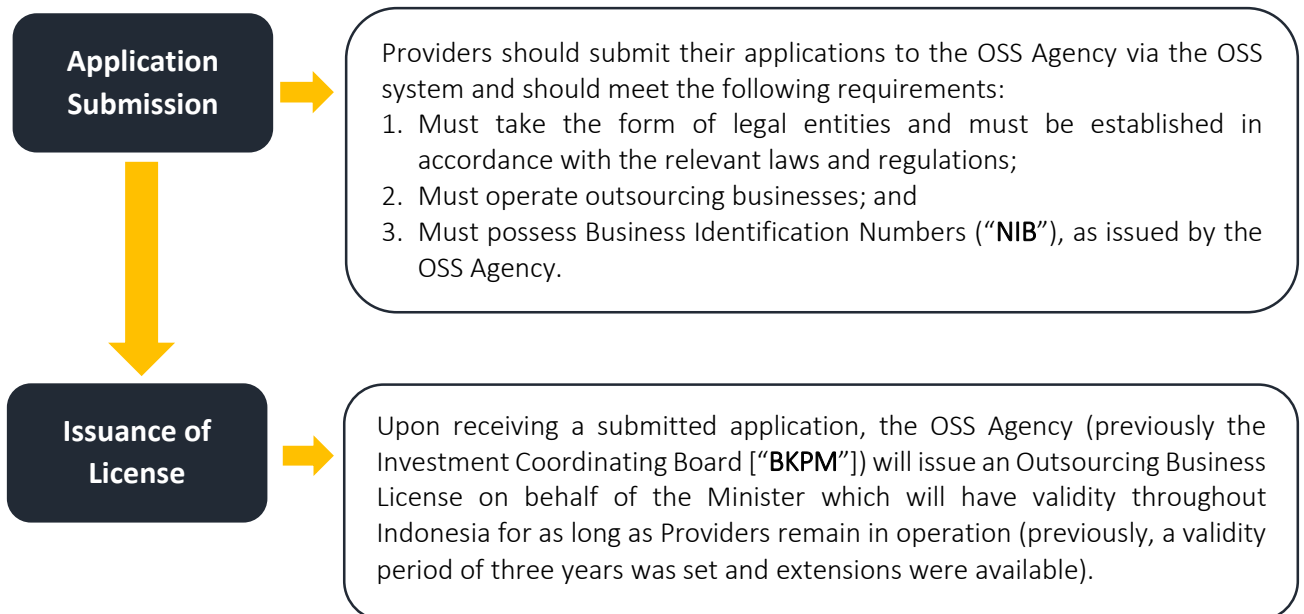 Application
Submission
Providers should submit their applications to the OSS Agency via the OSS
system and should meet the following requirements:
1. Must take the form of legal entities and must be established in
accordance with the relevant laws and regulations;
2. Must operate outsourcing businesses; and
3. Must possess Business Identification Numbers (“NIB”), as issued by the
OSS Agency.
Issuance of
License
Upon receiving a submitted application, the OSS Agency (previously the
Investment Coordinating Board [“BKPM”]) will issue an Outsourcing Business
License on behalf of the Minister which will have validity throughout
Indonesia for as long as Providers remain in operation (previously, a validity
period of three years was set and extensions were available).